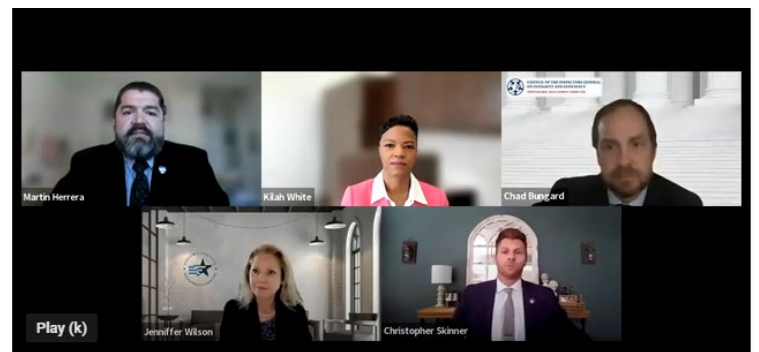 COUNCIL OF THE INSPECTORS GENERAL
ON INTEGRITY AND EFFICIENCY
Martin Herrera
Kilah White
Chad Bungard
Jenniffer Wilson
Christopher Skinner
Play (k)